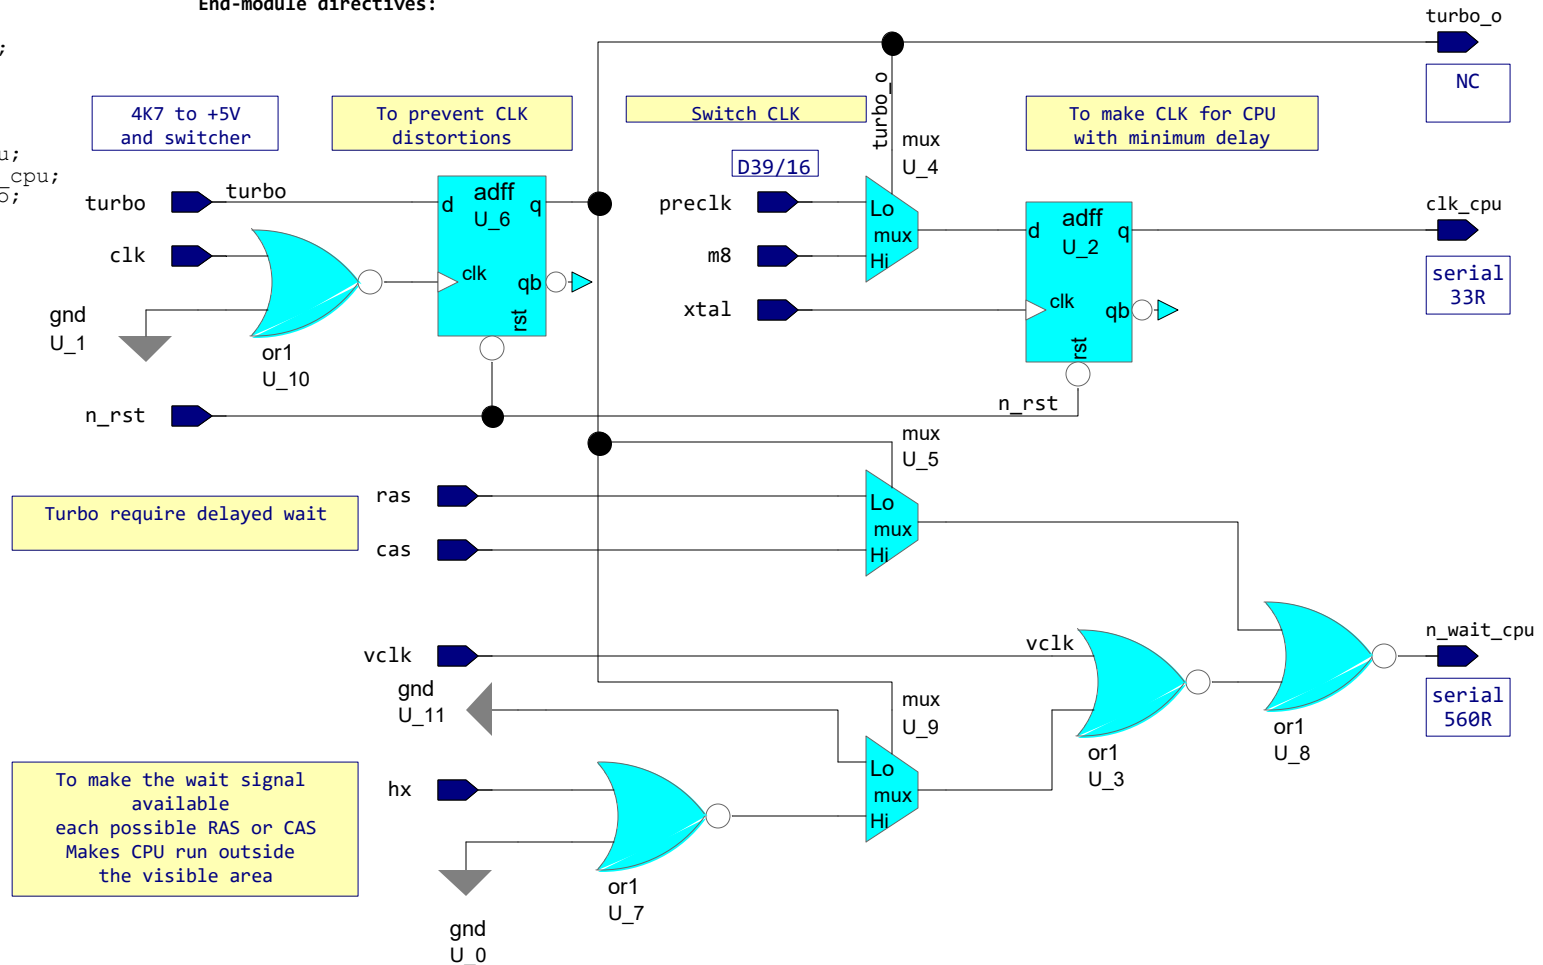 End-module directives:
;
u;
_cpu;
o;
turbo_o
NC
4K7 to +5V
and switcher
To prevent CLK
distortions
Switch CLK
To make CLK for CPU
with minimum delay
turbo_o
mux
U_4
D39/16
turbo
turbo
d
adff
q
U_6
clk
clk
qb
rst
gnd
U_1
or1
U_10
n_rst
preclk
Lo
mux
m8
Hi
xtal
d
adff
q
U_2
clk
qb
rst
n_rst
clk_cpu
serial
33R
mux
U_5
Turbo require delayed wait
ras
Lo
mux
cas
Hi
vclk
vclk
gnd
U_11
mux
U_9
or1
U_3
or1
U_8
n_wait_cpu
serial
560R
To make the wait signal
available
each possible RAS or CAS
Makes CPU run outside
the visible area
hx
Lo
mux
Hi
or1
U_7
gnd
U_0